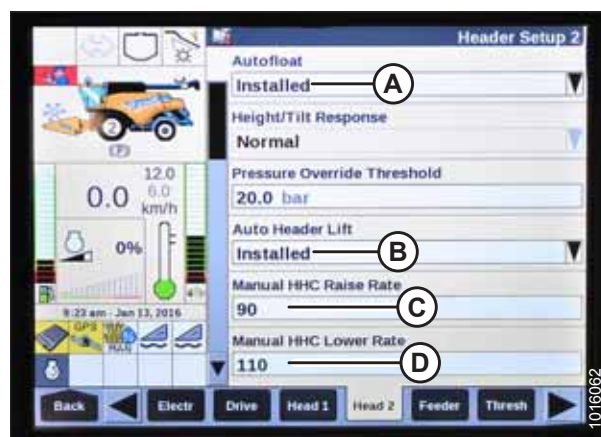 Header Setup 2
Autofloat
Installed
A
Height/Tilt Response
Normal
Pressure Override Threshold
20.0 bar
Auto Header Lift
Installed
B
Manual HHC Raise Rate
90
C
Manual HHC Lower Rate
110
D
2
(P)
0.0
12.0
6.0
km/h
0%
F
E
9:23 am - Jan 13, 2016
GPS
MAN
Back
Electr
Drive
Head 1
Head 2
Feeder
Thresh
1016062